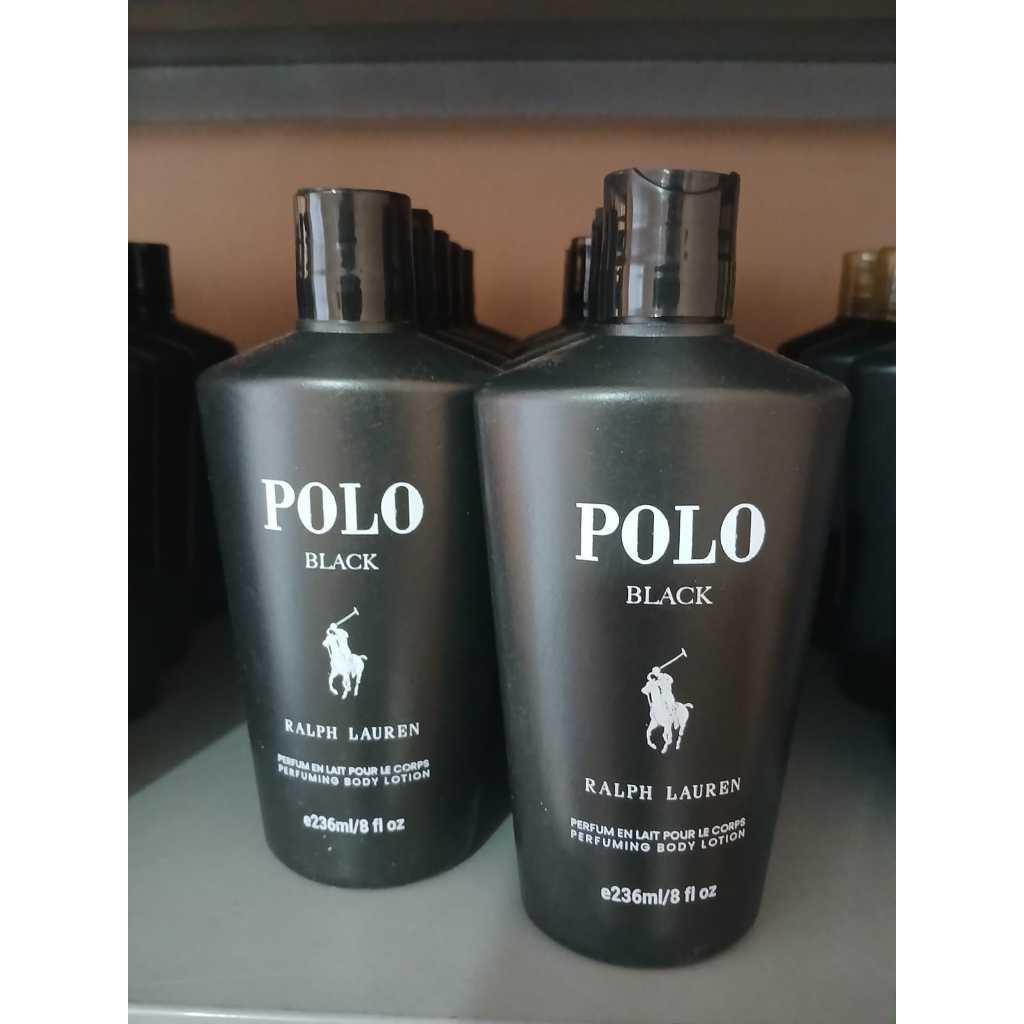 POLO
BLACK
RALPH LAUREN
PERFUM EN LAIT POUR LE CORPS
PERFUMING BODY LOTION
e236ml/8 fl oz
POLO
BLACK
RALPH LAUREN
PERFUM EN LAIT POUR LE CORPS
PERFUMING BODY LOTION
e236ml/8 fl oz